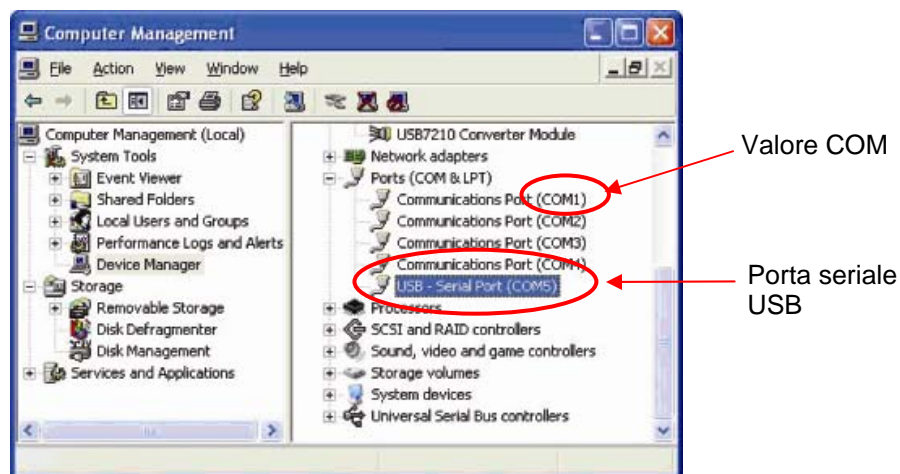 Computer Management
File Action View Window Help
Computer Management (Local)
System Tools
Event Viewer
Shared Folders
Local Users and Groups
Performance Logs and Alerts
Device Manager
Storage
Removable Storage
Disk Defragmenter
Disk Management
Services and Applications
USB7210 Converter Module
Network adapters
Ports (COM & LPT)
Communications Port (COM1)
Communications Port (COM2)
Communications Port (COM3)
Communications Port (COM4)
USB - Serial Port (COM5)
Processors
SCSI and RAID controllers
Sound, video and game controllers
Storage volumes
System devices
Universal Serial Bus controllers
Valore COM
Porta seriale
USB